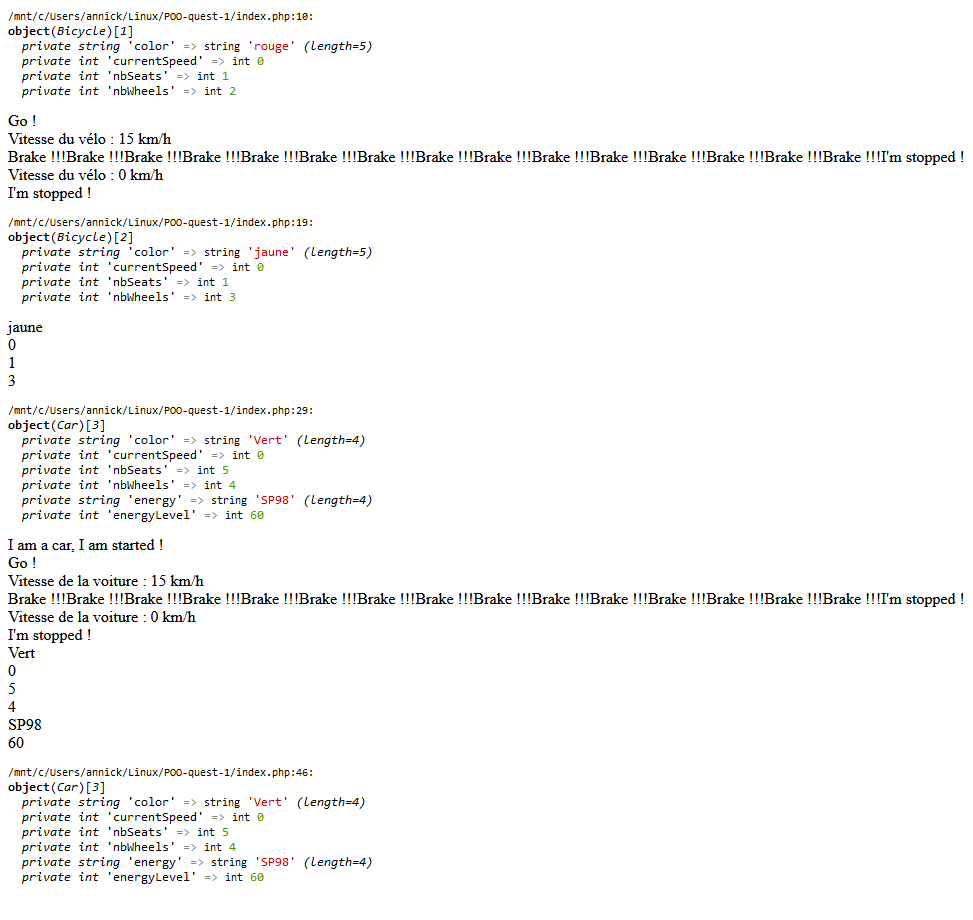 /mnt/c/Users/annick/Linux/POO-quest-1/index.php:10:
object(Bicycle)[1]
private string 'color' => string 'rouge' (length=5)
private int 'currentSpeed' => int 0
private int 'nbSeats' => int 1
private int 'nbWheels' => int 2
Go !
Vitesse du vélo : 15 km/h
Brake !!!Brake !!!Brake !!!Brake !!!Brake !!!Brake !!!Brake !!!Brake !!!Brake !!!Brake !!!Brake !!!Brake !!!Brake !!!Brake !!!Brake !!!I'm stopped !
Vitesse du vélo : 0 km/h
I'm stopped !
/mnt/c/Users/annick/Linux/POO-quest-1/index.php:19:
object(Bicycle)[2]
private string 'color' => string 'jaune' (length=5)
private int 'currentSpeed' => int 0
private int 'nbSeats' => int 1
private int 'nbWheels' => int 3
jaune
0
1
3
/mnt/c/Users/annick/Linux/POO-quest-1/index.php:29:
object(Car)[3]
private string 'color' => string 'Vert' (length=4)
private int 'currentSpeed' => int 0
private int 'nbSeats' => int 5
private int 'nbWheels' => int 4
private string 'energy' => string 'SP98' (length=4)
private int 'energyLevel' => int 60
I am a car, I am started !
Go !
Vitesse de la voiture : 15 km/h
Brake !!!Brake !!!Brake !!!Brake !!!Brake !!!Brake !!!Brake !!!Brake !!!Brake !!!Brake !!!Brake !!!Brake !!!Brake !!!Brake !!!Brake !!!I'm stopped !
Vitesse de la voiture : 0 km/h
I'm stopped !
Vert
0
5
4
SP98
60
/mnt/c/Users/annick/Linux/POO-quest-1/index.php:46:
object(Car)[3]
private string 'color' => string 'Vert' (length=4)
private int 'currentSpeed' => int 0
private int 'nbSeats' => int 5
private int 'nbWheels' => int 4
private string 'energy' => string 'SP98' (length=4)
private int 'energyLevel' => int 60